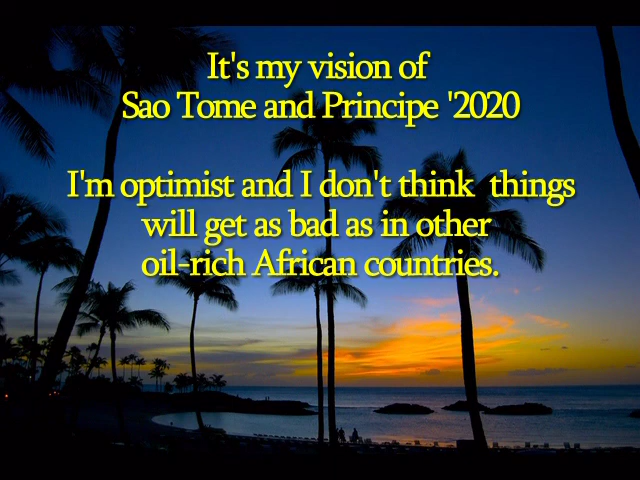 It's my vision of
Sao Tome and Principe '2020
I'm optimist and I don't think things
will get as bad as in other
oil-rich African countries.